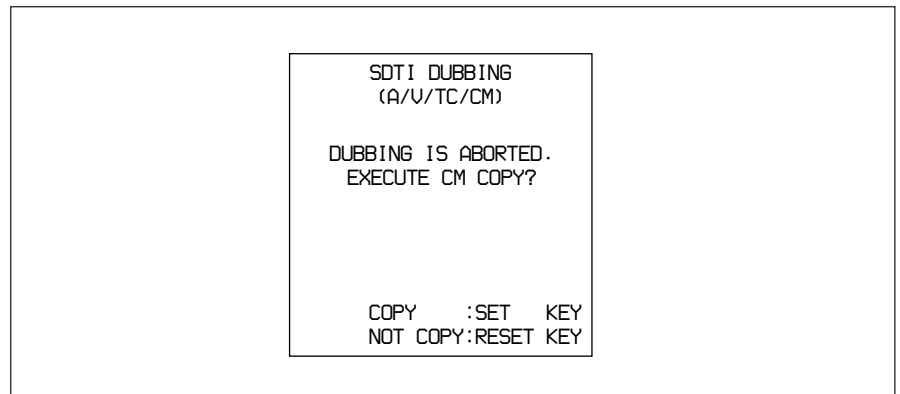 SDTI DUBBING
(A/V/TC/CM)
DUBBING IS ABORTED.
EXECUTE CM COPY?
COPY :SET KEY
NOT COPY:RESET KEY